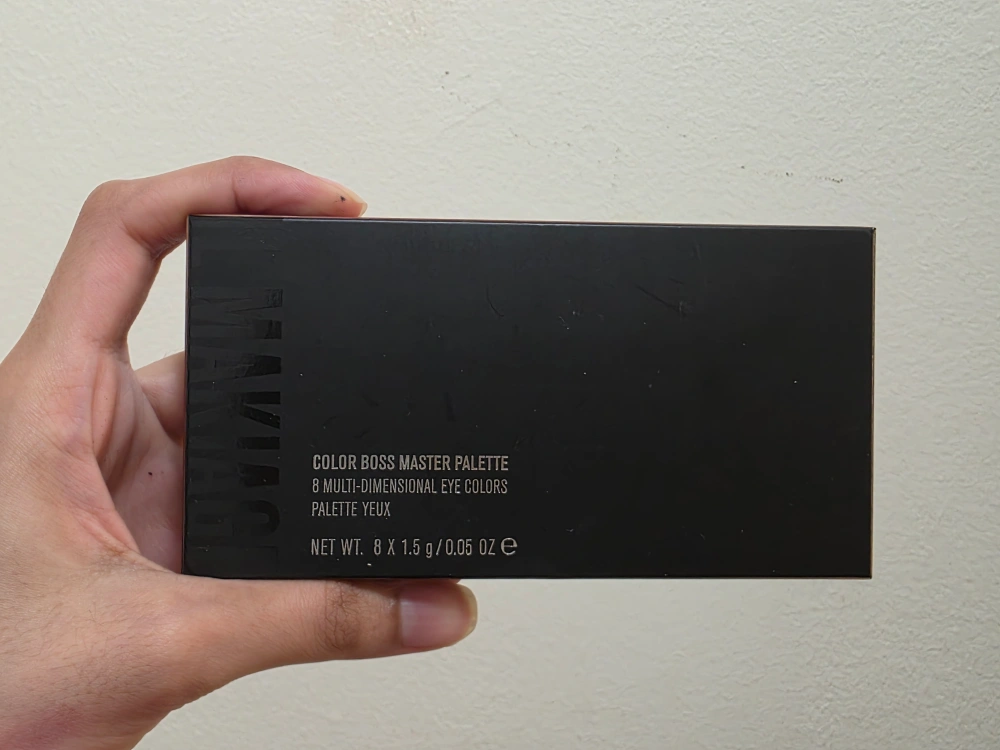 COLOR BOSS MASTER PALETTE
8 MULTI-DIMENSIONAL EYE COLORS
PALETTE YEUX
NET WT. 8 X 1.5 g/0.05 OZ ℮